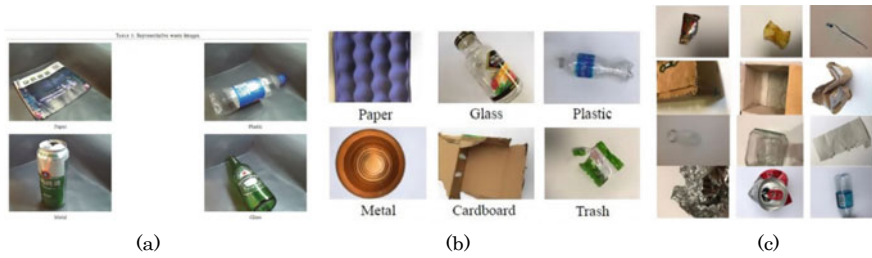 Paper
Plastic
Metal
Glass
(a)
Paper
Glass
Plastic
Metal
Cardboard
Trash
(b)
(c)